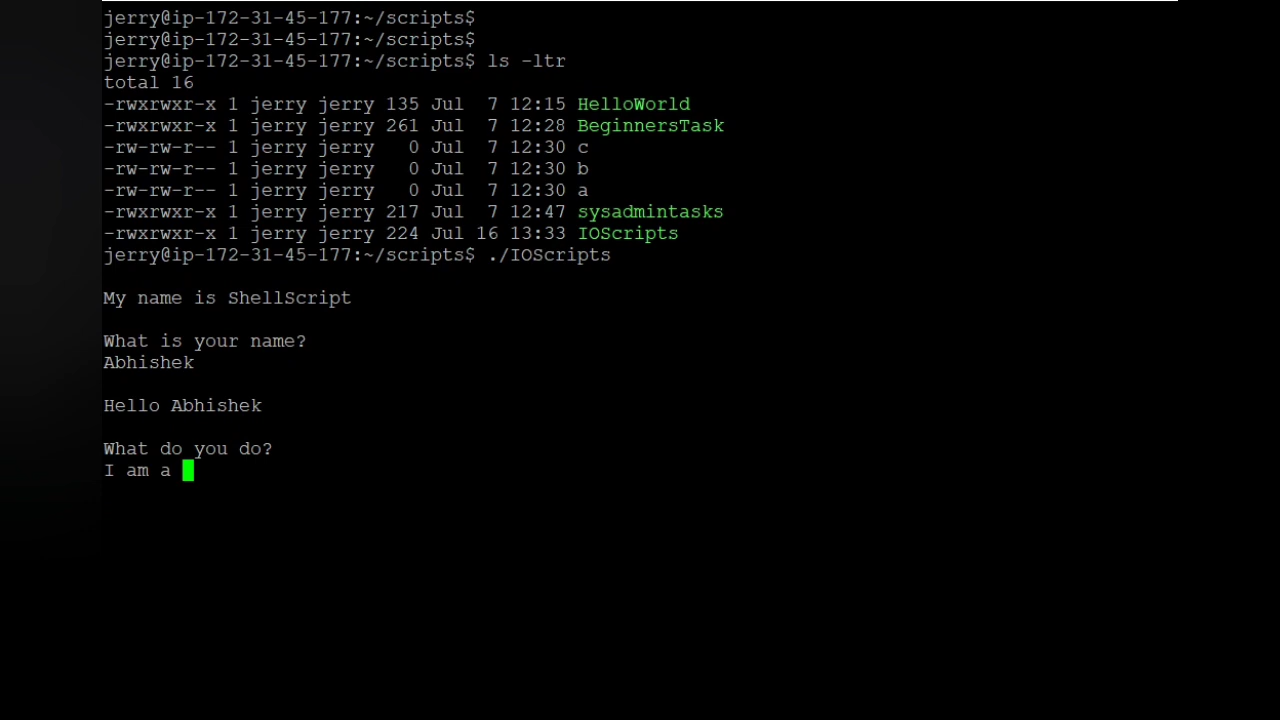 jerry@ip-172-31-45-177:~/scripts$
jerry@ip-172-31-45-177:~/scripts$
jerry@ip-172-31-45-177:~/scripts$ ls -ltr
total 16
-rwxrwxr-x 1 jerry jerry 135 Jul  7 12:15 HelloWorld
-rwxrwxr-x 1 jerry jerry 261 Jul  7 12:28 BeginnersTask
-rw-rw-r-- 1 jerry jerry   0 Jul  7 12:30 c
-rw-rw-r-- 1 jerry jerry   0 Jul  7 12:30 b
-rw-rw-r-- 1 jerry jerry   0 Jul  7 12:30 a
-rwxrwxr-x 1 jerry jerry 217 Jul  7 12:47 sysadmintasks
-rwxrwxr-x 1 jerry jerry 224 Jul 16 13:33 IOScripts
jerry@ip-172-31-45-177:~/scripts$ ./IOScripts
My name is ShellScript
What is your name?
Abhishek
Hello Abhishek
What do you do?
I am a